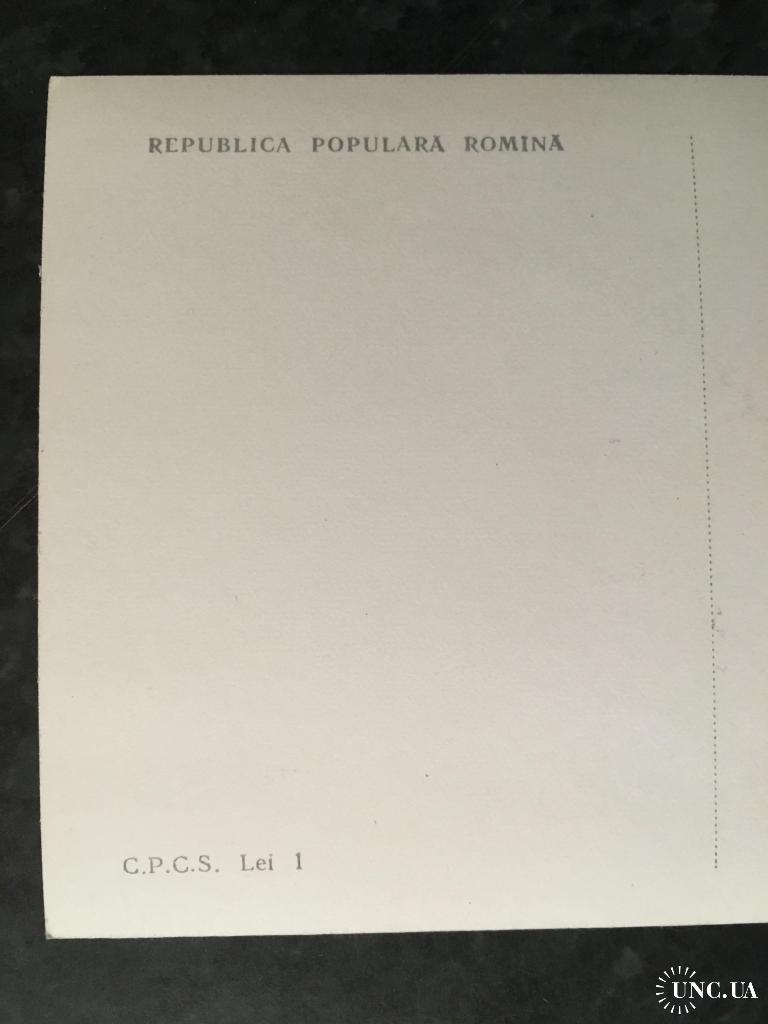 REPUBLICA POPULARĂ ROMINĂ
C.P.C.S. Lei 1
UNC.UA